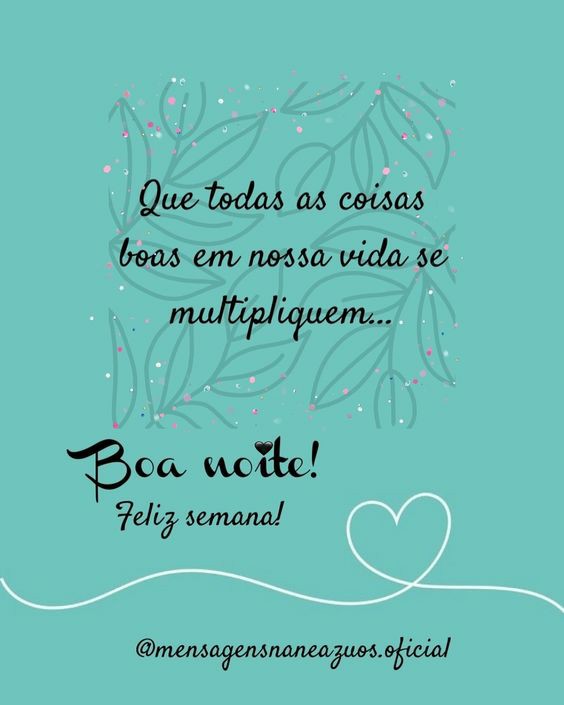 Que todas as coisas
boas em nossa vida se
multipliquem...
Boa noite!
Feliz semana!
@mensagensnaneazuos.oficial